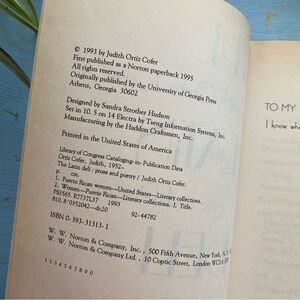 © 1993 by Judith Ortiz Cofer
First published as a Norton paperback 1995
All rights reserved.
Originally published by the University of Georgia Press
Athens, Georgia 30602
Designed by Sandra Strother Hudson
Set in 10.5 on 14 Electra by Tseng Information Systems, Inc.
Manufacturing by the Haddon Craftsmen, Inc.
Printed in the United States of America
Library of Congress Cataloging-in-Publication Data
Ortiz Cofer, Judith, 1952–
The Latin deli : prose and poetry / Judith Ortiz Cofer.
p. cm.
1. Puerto Rican women—United States—Literary collections.
2. Women—Puerto Rican—Literary collections. I. Title.
PS3565.R7737L37 1993
810.8'0352042—dc20 92-44782
ISBN 0-393-31313-1
W. W. Norton & Company, Inc., 500 Fifth Avenue, New York, N.Y.
W. W. Norton & Company Ltd., 10 Coptic Street, London WC1A
1 2 3 4 5 6 7 8 9 0
TO MY
I know wh